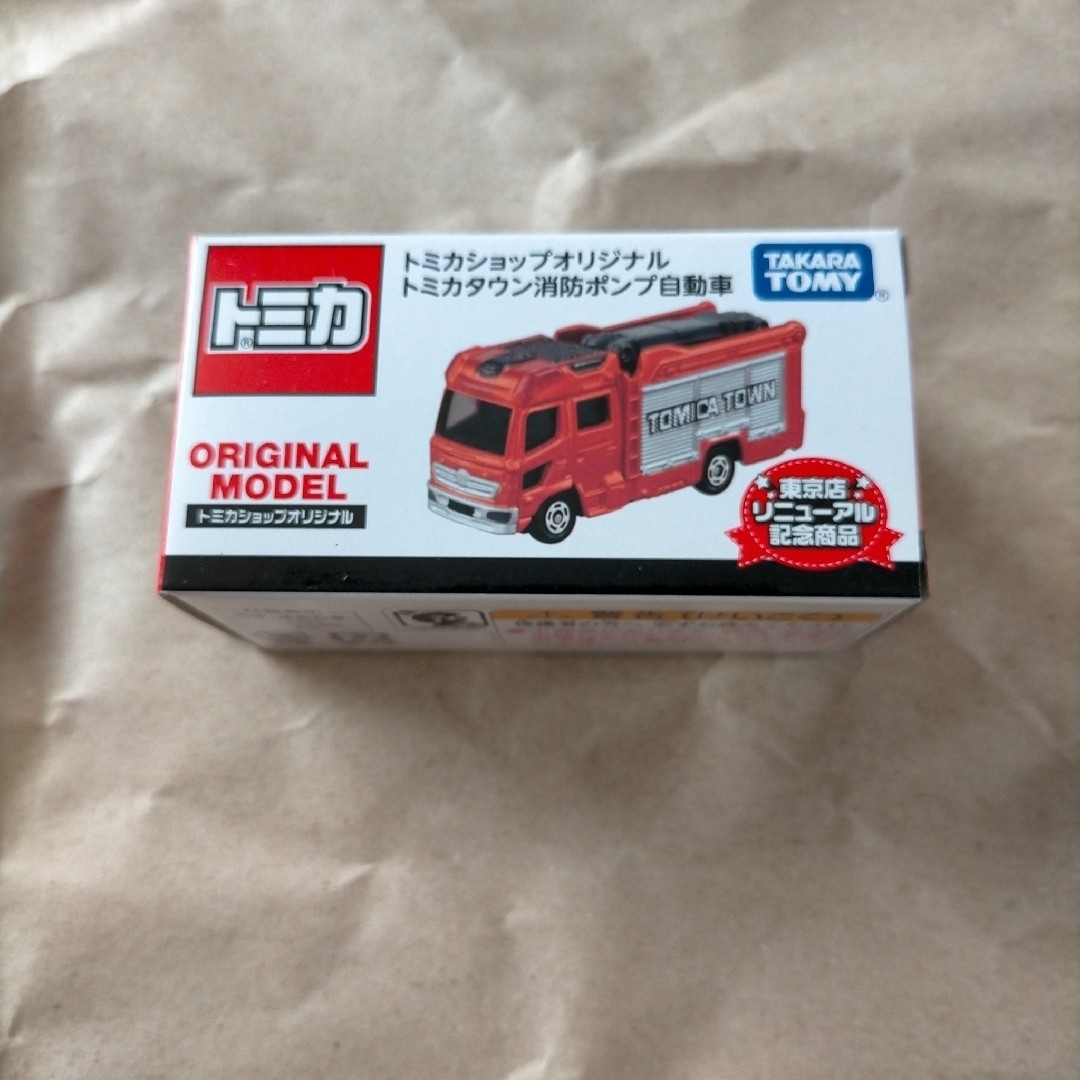 トミカ®
トミカショップオリジナル
トミカタウン消防ポンプ自動車
TAKARA
TOMY®
TOMICA TOWN
ORIGINAL
MODEL
トミカショップオリジナル
東京店
リニューアル
記念商品